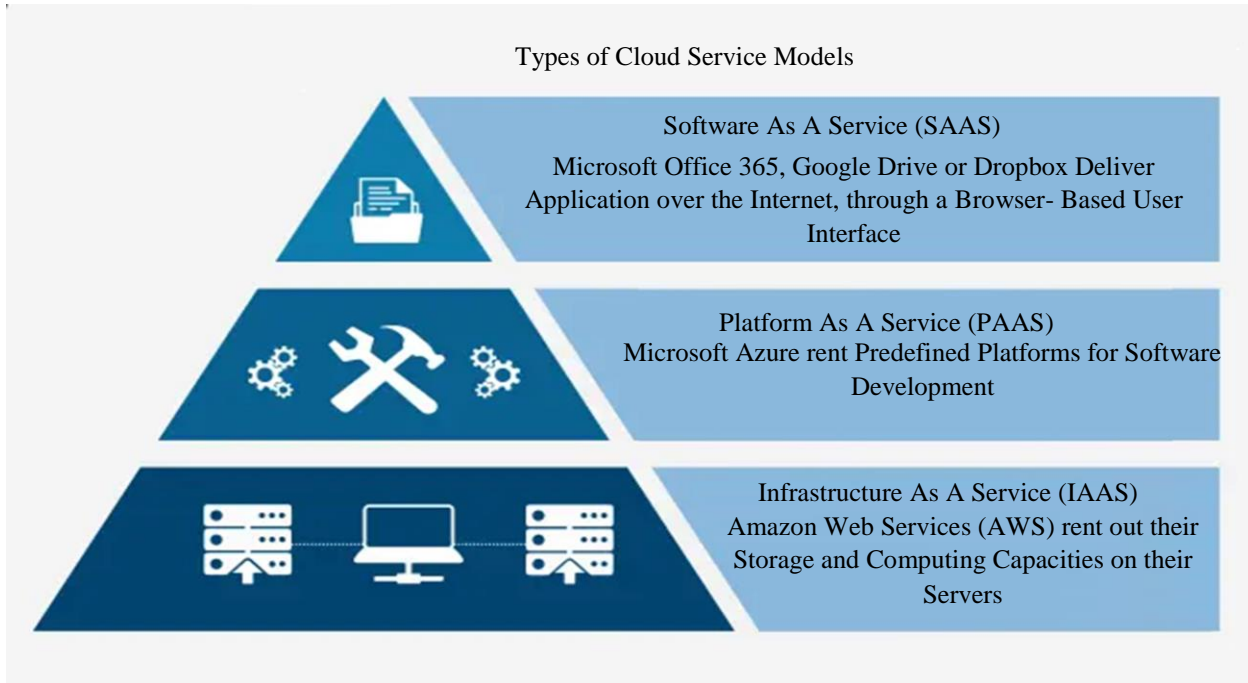 Types of Cloud Service Models
Software As A Service (SAAS)
Microsoft Office 365, Google Drive or Dropbox Deliver
Application over the Internet, through a Browser- Based User
Interface
Platform As A Service (PAAS)
Microsoft Azure rent Predefined Platforms for Software
Development
Infrastructure As A Service (IAAS)
Amazon Web Services (AWS) rent out their
Storage and Computing Capacities on their
Servers